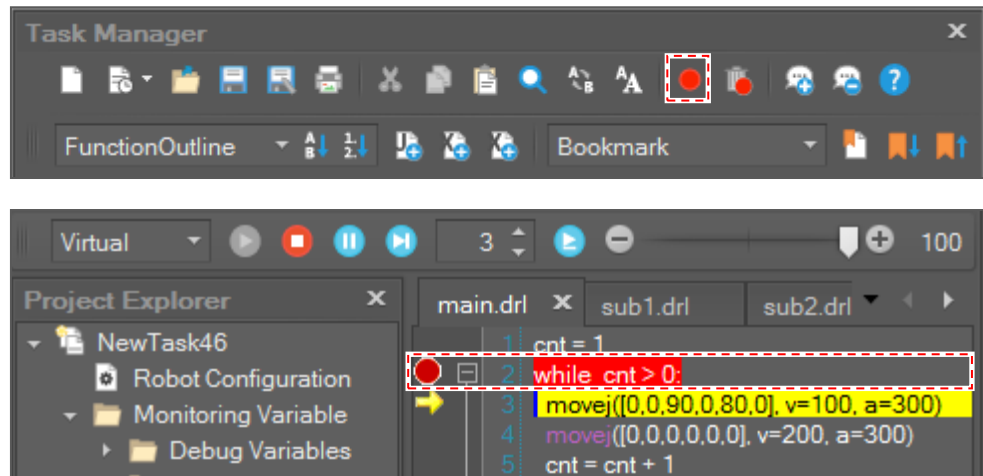 Task Manager
FunctionOutline
Bookmark
Virtual
3
100
Project Explorer
main.drl
sub1.drl
sub2.drl
NewTask46
Robot Configuration
Monitoring Variable
Debug Variables
1 cnt = 1
2 while cnt > 0:
3 movej([0,0,90,0,80,0], v=100, a=300)
4 movej([0,0,0,0,0,0], v=200, a=300)
5 cnt = cnt + 1